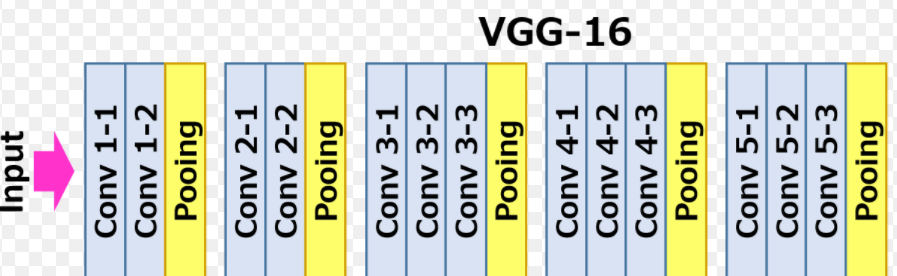 VGG-16
Input
Conv 1-1
Conv 1-2
Pooing
Conv 2-1
Conv 2-2
Pooing
Conv 3-1
Conv 3-2
Conv 3-3
Pooing
Conv 4-1
Conv 4-2
Conv 4-3
Pooing
Conv 5-1
Conv 5-2
Conv 5-3
Pooing